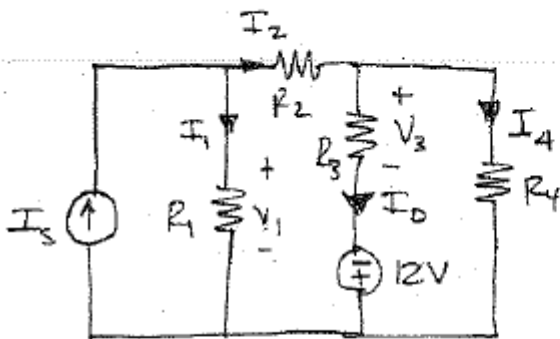 I2
R2
I1
+
V3
-
R3
I4
R4
Is
R1
+
V1
-
I0
- +
12V